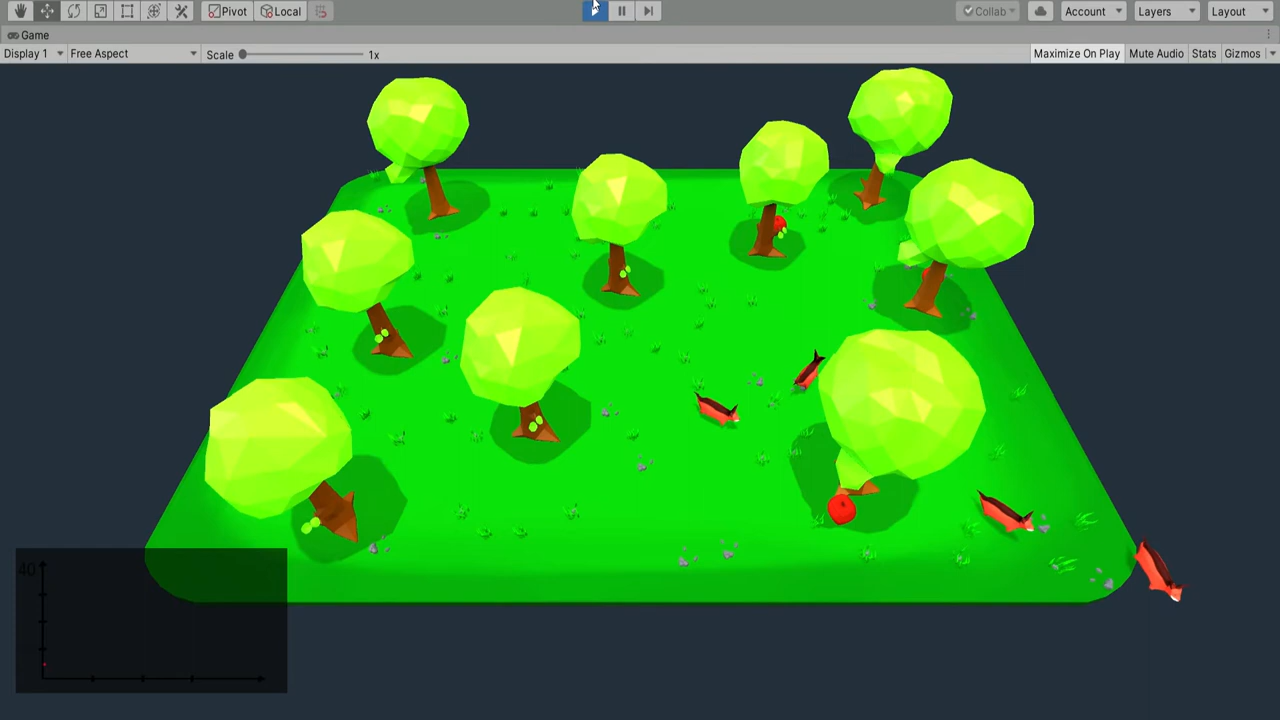 Pivot Local Collab Account Layers Layout
Game
Display 1 Free Aspect Scale 1x Maximize On Play Mute Audio Stats Gizmos
40